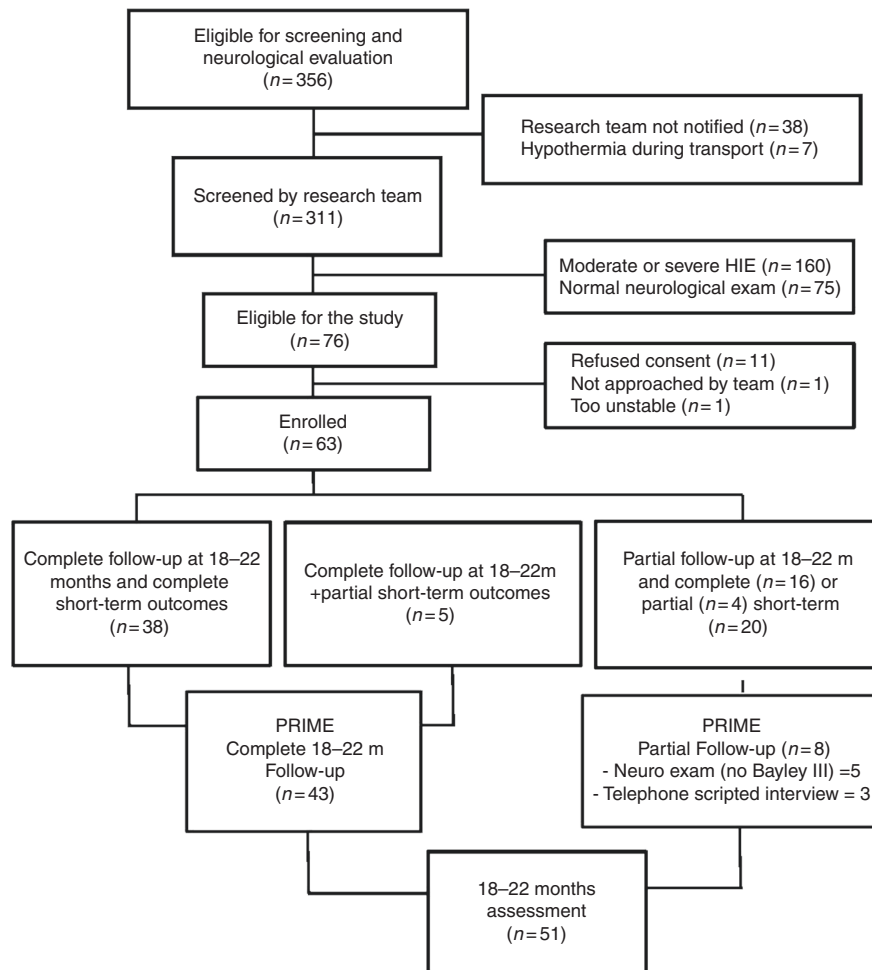 Eligible for screening and
neurological evaluation
(n=356)
Research team not notified (n=38)
Hypothermia during transport (n=7)
Screened by research team
(n=311)
Moderate or severe HIE (n=160)
Normal neurological exam (n=75)
Eligible for the study
(n=76)
Refused consent (n=11)
Not approached by team (n=1)
Too unstable (n=1)
Enrolled
(n=63)
Complete follow-up at 18–22
months and complete
short-term outcomes
(n=38)
Complete follow-up at 18–22m
+partial short-term outcomes
(n=5)
Partial follow-up at 18–22 m
and complete (n=16) or
partial (n=4) short-term
(n=20)
PRIME
Complete 18–22 m
Follow-up
(n=43)
PRIME
Partial Follow-up (n=8)
- Neuro exam (no Bayley III) =5
- Telephone scripted interview = 3
18–22 months
assessment
(n=51)